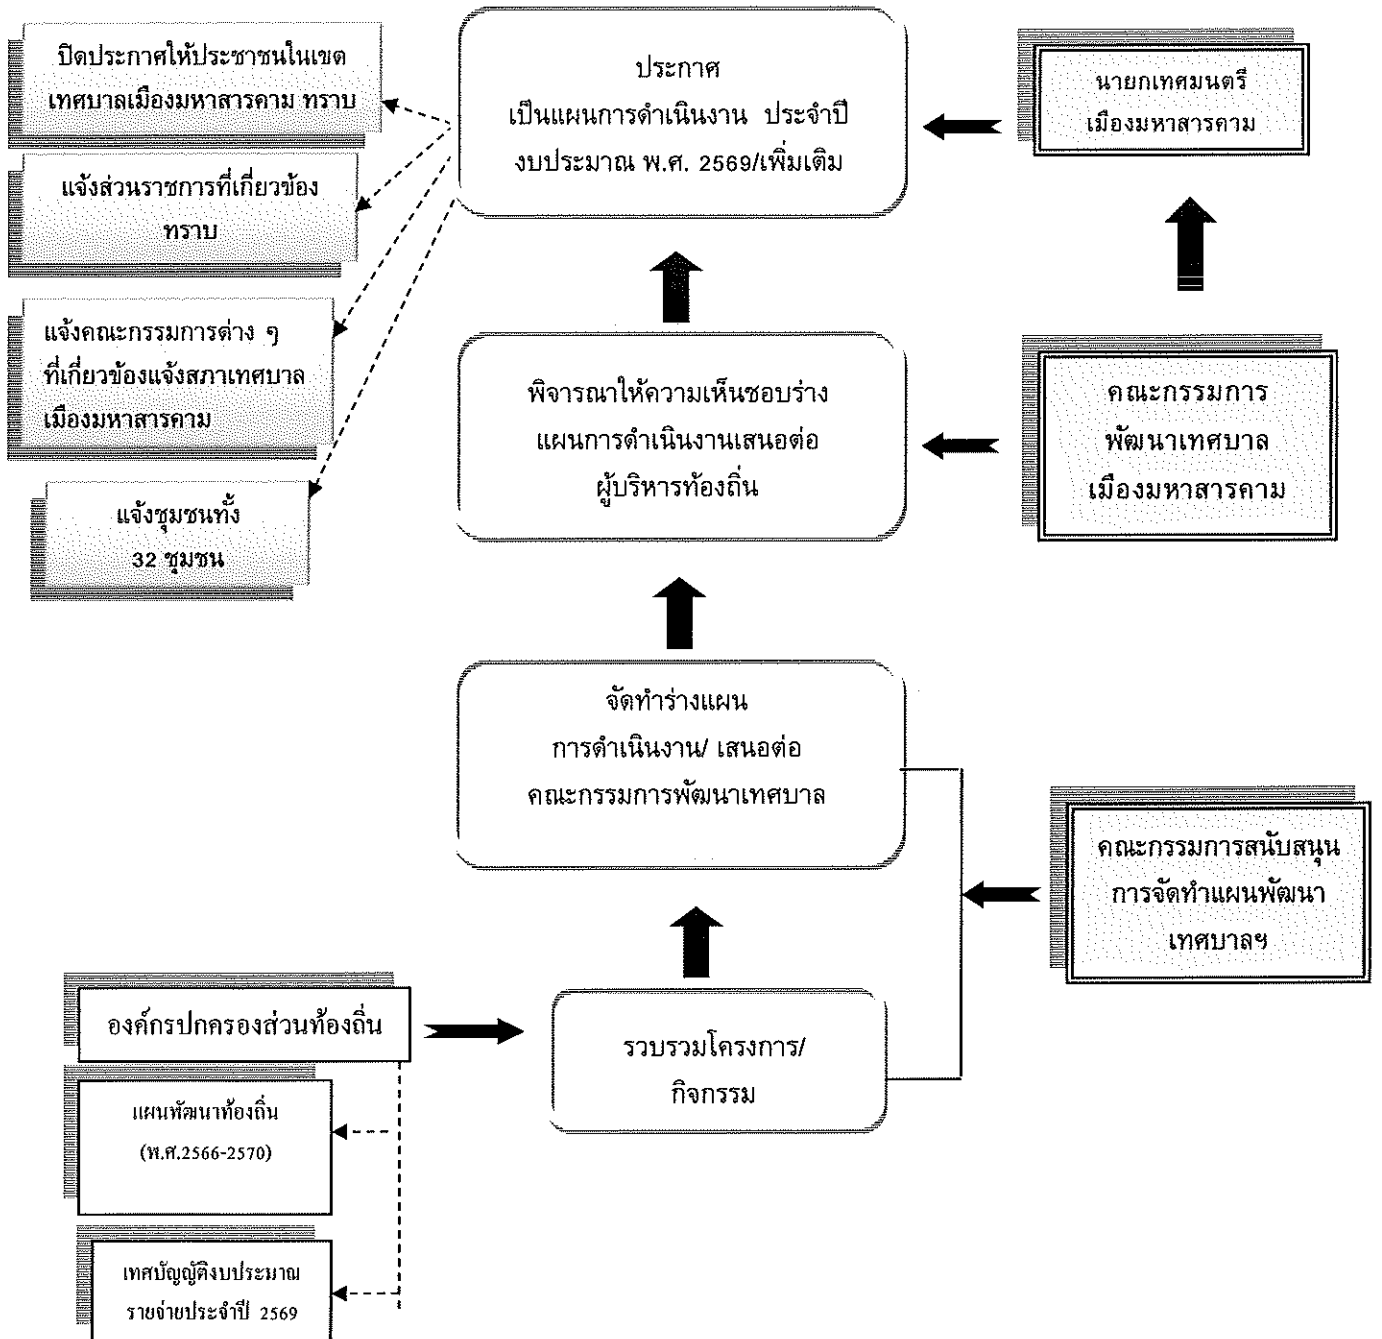 ปิดประกาศให้ประชาชนในเขต
เทศบาลเมืองมหาสารคาม ทราบ
แจ้งส่วนราชการที่เกี่ยวข้อง
ทราบ
แจ้งคณะกรรมการต่าง ๆ
ที่เกี่ยวข้องแจ้งสภาเทศบาล
เมืองมหาสารคาม
แจ้งชุมชนทั้ง
32 ชุมชน
ประกาศ
เป็นแผนการดำเนินงาน ประจำปี
งบประมาณ พ.ศ. 2569/เพิ่มเติม
นายกเทศมนตรี
เมืองมหาสารคาม
พิจารณาให้ความเห็นชอบร่าง
แผนการดำเนินงานเสนอต่อ
ผู้บริหารท้องถิ่น
คณะกรรมการ
พัฒนาเทศบาล
เมืองมหาสารคาม
จัดทำร่างแผน
การดำเนินงาน/ เสนอต่อ
คณะกรรมการพัฒนาเทศบาล
คณะกรรมการสนับสนุน
การจัดทำแผนพัฒนา
เทศบาลฯ
องค์กรปกครองส่วนท้องถิ่น
รวบรวมโครงการ/
กิจกรรม
แผนพัฒนาท้องถิ่น
(พ.ศ.2566-2570)
เทศบัญญัติงบประมาณ
รายจ่ายประจำปี 2569